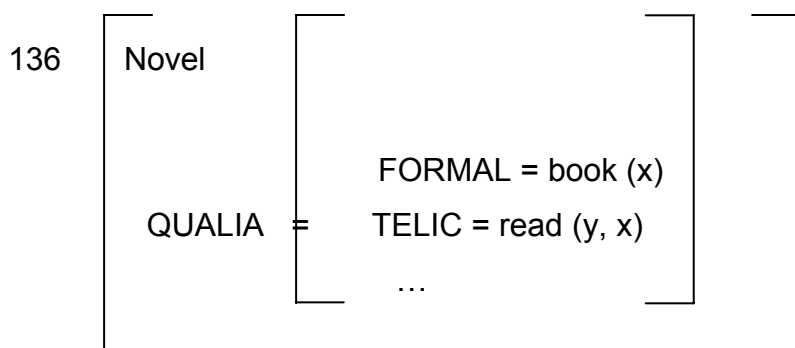 136 Novel
FORMAL = book (x)
QUALIA = TELIC = read (y, x)
…